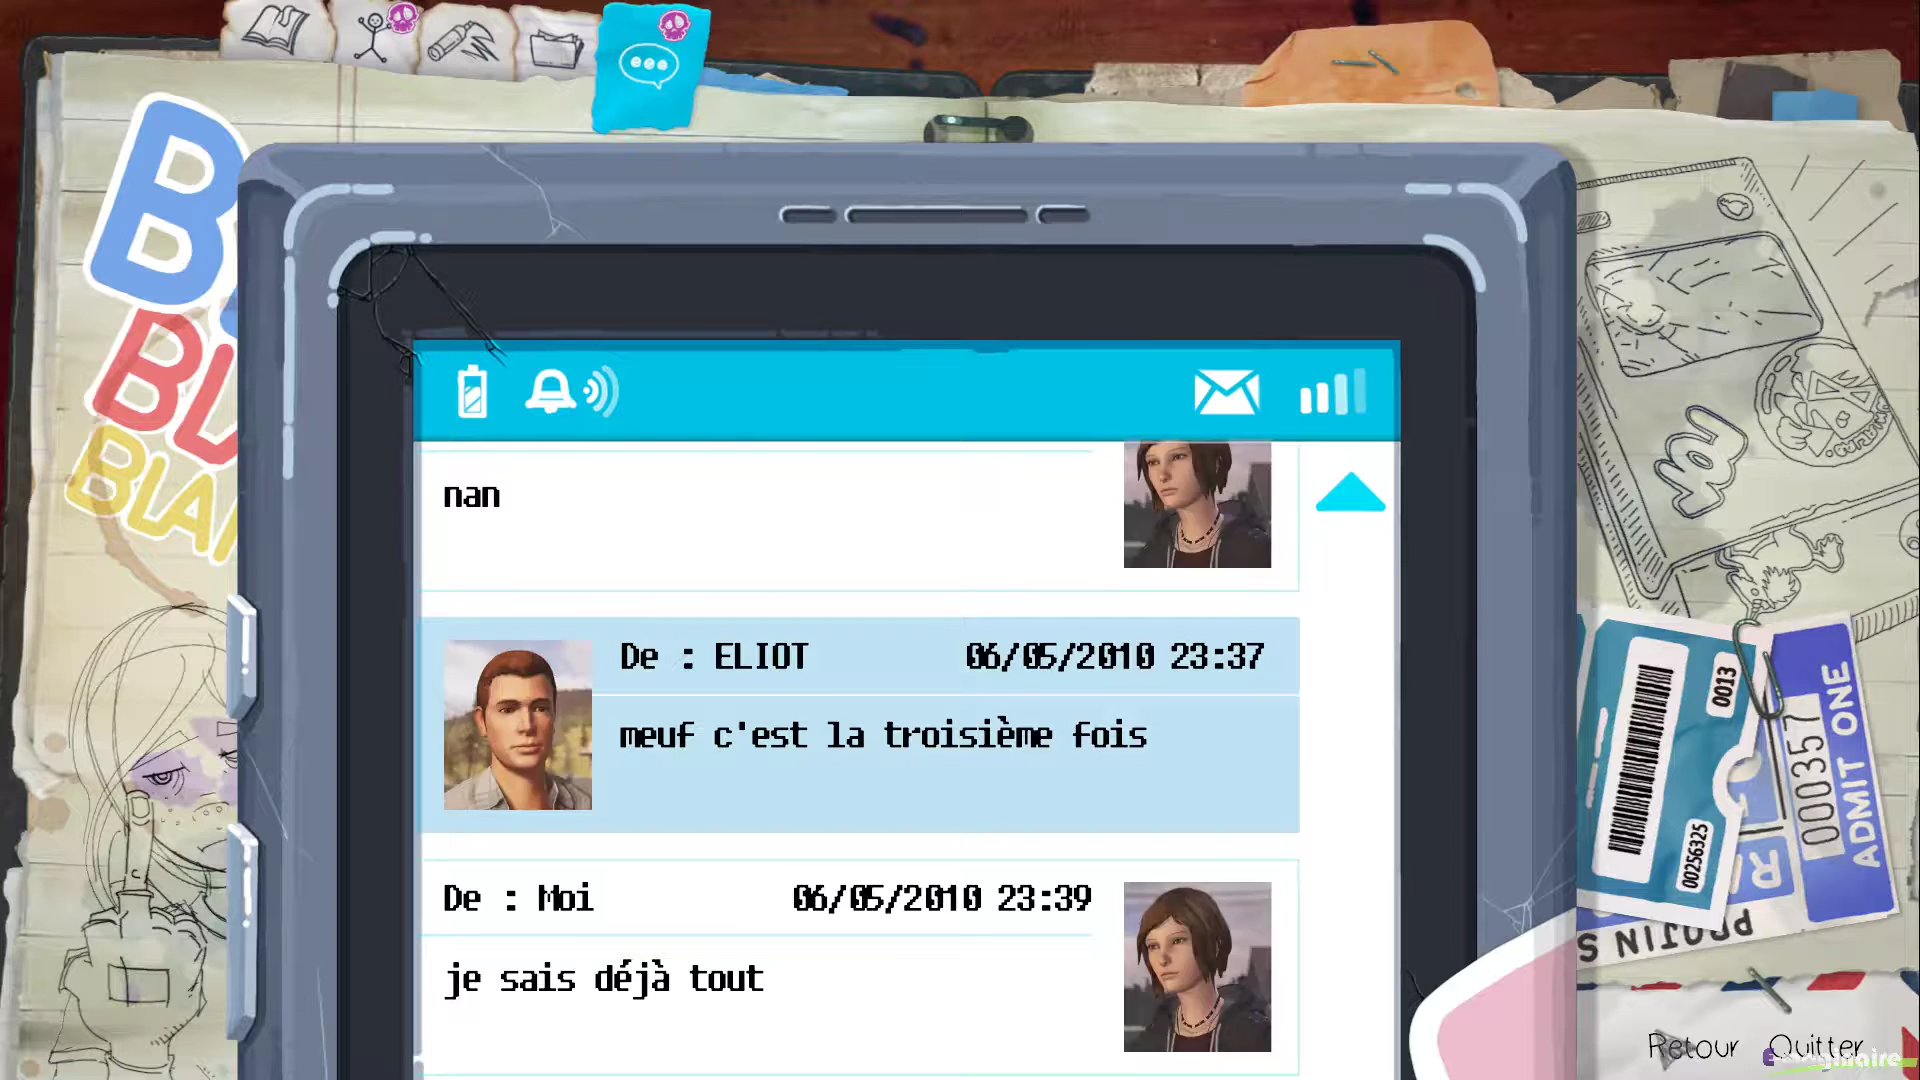 nan
De : ELIOT 06/05/2010 23:37
meuf c'est la troisième fois
De : Moi 06/05/2010 23:39
je sais déjà tout
0013
00256325
000357
ADMIT ONE
Retour Quitter